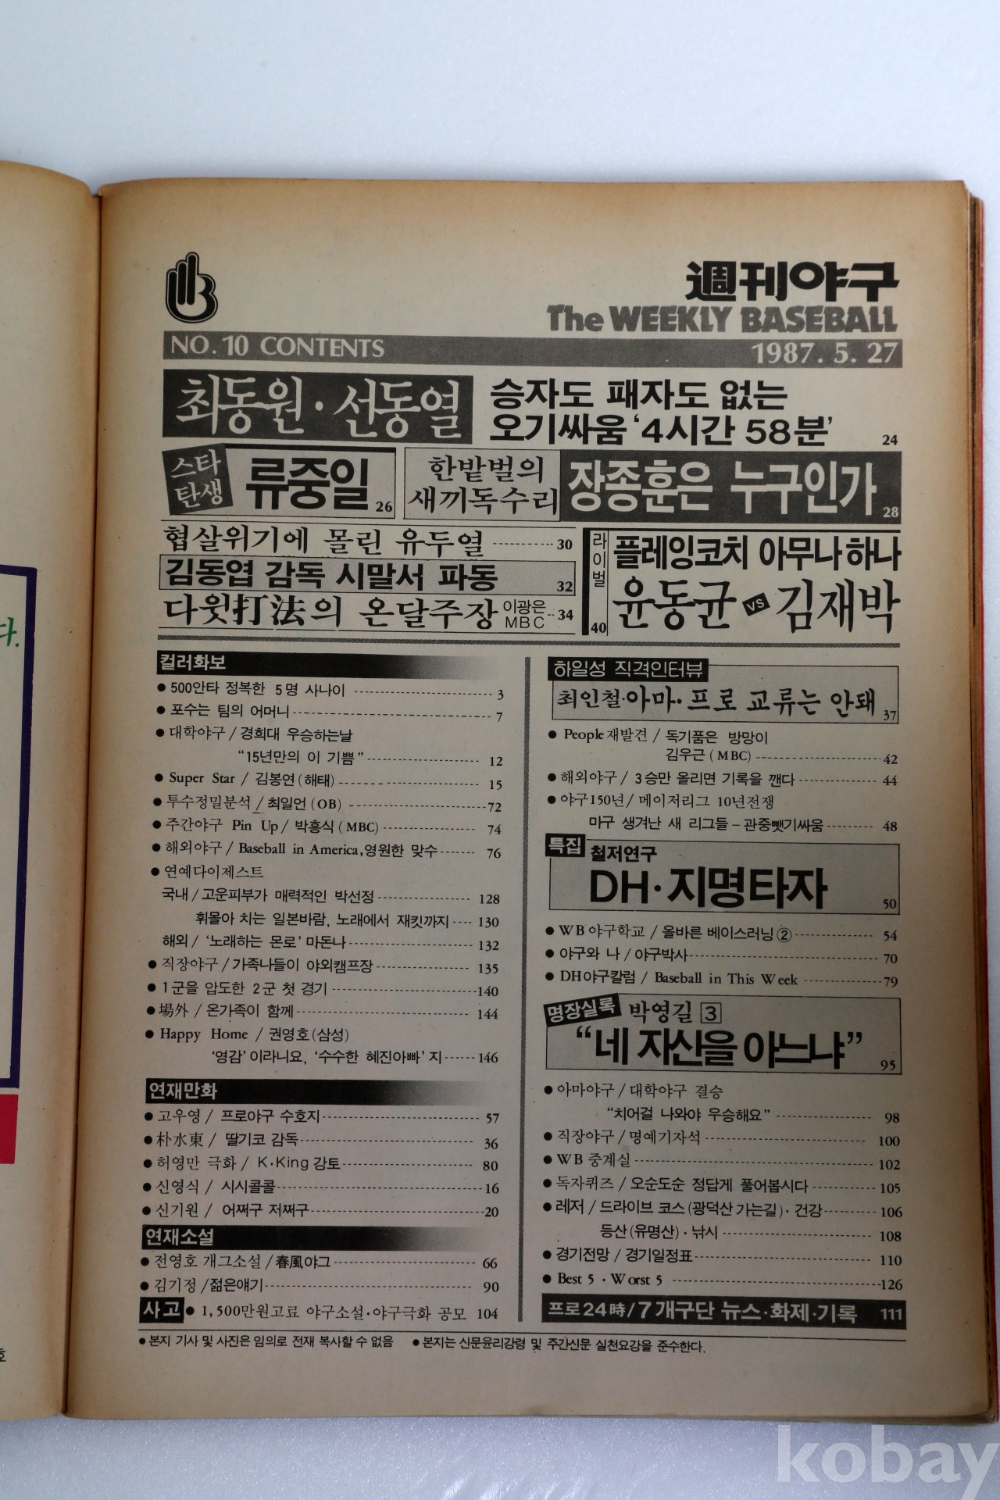 週刊야구
The WEEKLY BASEBALL
NO.10 CONTENTS 1987. 5. 27
최동원·선동열
승자도 패자도 없는
오기싸움 '4시간 58분' 24
스타
탄생
류중일 26
한밭벌의
새끼독수리
장종훈은 누구인가 28
협살위기에 몰린 유두열 30
김동엽 감독 시말서 파동 32
다윗打法의 온달주장 이광은 MBC 34
라이벌
플레잉코치 아무나 하나
윤동균 VS 김재박
40
컬러화보
● 500안타 정복한 5명 사나이 3
● 포수는 팀의 어머니 7
● 대학야구 / 경희대 우승하는날
"15년만의 이 기쁨" 12
● Super Star / 김봉연 (해태) 15
● 투수정밀분석 / 최일언 (OB) 72
● 주간야구 Pin Up / 박흥식 (MBC) 74
● 해외야구 / Baseball in America, 영원한 맞수 76
● 연예다이제스트
국내 / 고운피부가 매력적인 박선정 128
휘몰아 치는 일본바람, 노래에서 재킷까지 130
해외 / '노래하는 몬로' 마돈나 132
● 직장야구 / 가족나들이 야외캠프장 135
● 1군을 압도한 2군 첫 경기 140
● 場外 / 온가족이 함께 144
● Happy Home / 권영호 (삼성)
'영감' 이라니요, '수수한 혜진아빠' 지 146
연재만화
● 고우영 / 프로야구 수호지 57
● 朴水東 / 딸기코 감독 36
● 허영만 극화 / K·King 강토 80
● 신영식 / 시시콜콜 16
● 신기원 / 어쩌구 저쩌구 20
연재소설
● 전영호 개그소설 / 春風야그 66
● 김기정 / 젊은얘기 90
사고 ● 1,500만원고료 야구소설·야구극화 공모 104
하일성 직격인터뷰
최인철·아마·프로 교류는 안돼 37
● People 재발견 / 독기품은 방망이
김우근 (MBC) 42
● 해외야구 / 3승만 올리면 기록을 깬다 44
● 야구150년 / 메이저리그 10년전쟁
마구 생겨난 새 리그들 – 관중뺏기싸움 48
특집 철저연구
DH·지명타자 50
● WB 야구학교 / 올바른 베이스러닝 ② 54
● 야구와 나 / 야구박사 70
● DH야구칼럼 / Baseball in This Week 79
명장실록 박영길 3
"네 자신을 아느냐" 95
● 아마야구 / 대학야구 결승
"치어걸 나와야 우승해요" 98
● 직장야구 / 명예기자석 100
● WB 중계실 102
● 독자퀴즈 / 오순도순 정답게 풀어봅시다 105
● 레저 / 드라이브 코스 (광덕산 가는길)·건강 106
등산 (유명산)·낚시 108
● 경기전망 / 경기일정표 110
● Best 5 · Worst 5 126
프로24時 / 7개구단 뉴스·화제·기록 111
● 본지 기사 및 사진은 임의로 전재 복사할 수 없음 ● 본지는 신문윤리강령 및 주간신문 실천요강을 준수한다.
다.
호
kobay